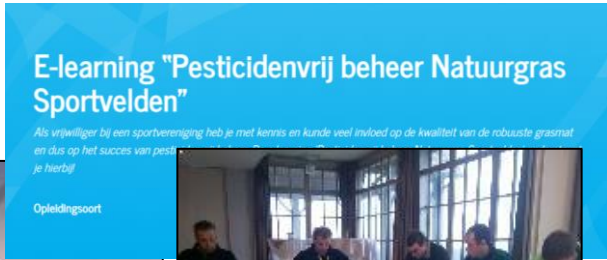 E-learning "Pesticidenvrij beheer Natuurgras
Sportvelden"
Als vrijwilliger bij een sportvereniging heb je met kennis en kunde veel invloed op de kwaliteit van de robuuste grasmat
en dus op het succes van
je hierbij!
Opleidingsoort